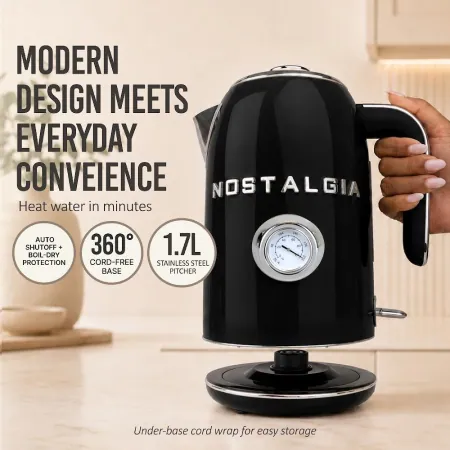 MODERN
DESIGN MEETS
EVERYDAY
CONVEIENCE
Heat water in minutes
AUTO
SHUTOFF +
BOIL-DRY
PROTECTION
360°
CORD-FREE
BASE
1.7L
STAINLESS STEEL
PITCHER
NOSTALGIA
Under-base cord wrap for easy storage